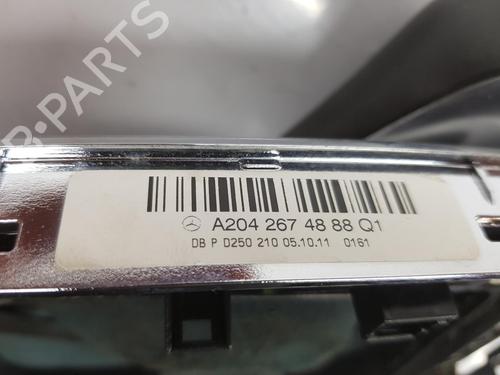 B-PARTS
A204 267 48 88 Q1
DB P D250 210 05.10.11 0161